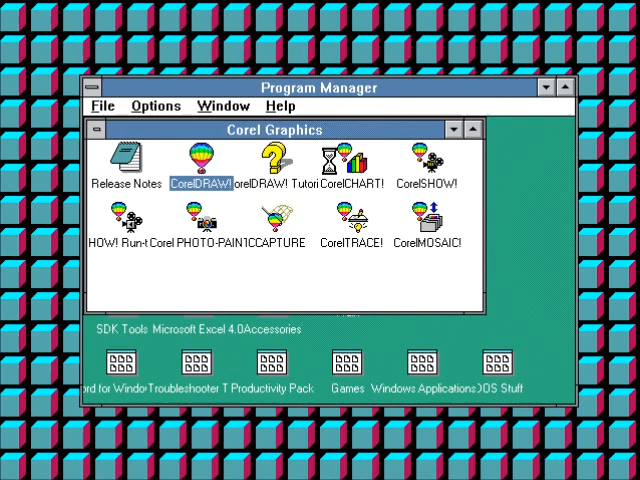 Program Manager
File Options Window Help
Corel Graphics
Release Notes CorelDRAW! orelDRAW! Tutori CorelCHART! CorelSHOW!
HOW! Run-t Corel PHOTO-PAINT CCAPTURE CorelTRACE! CorelMOSAIC!
SDK Tools Microsoft Excel 4.0 Accessories
ord for Windo Troubleshooter T Productivity Pack Games Windows Applications DOS Stuff